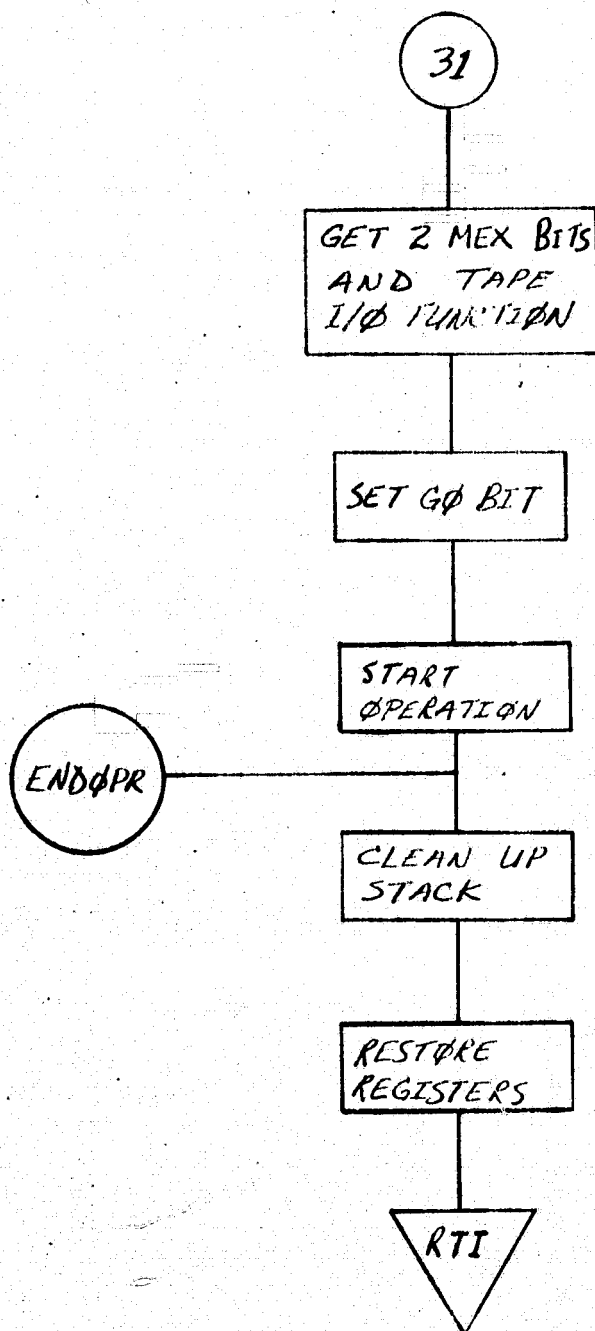 31
GET 2 MEX BITS
AND TAPE
I/Ø FUNCTIØN
SET GØ BIT
START
ØPERATIØN
ENDØPR
CLEAN UP
STACK
RESTØRE
REGISTERS
RTI